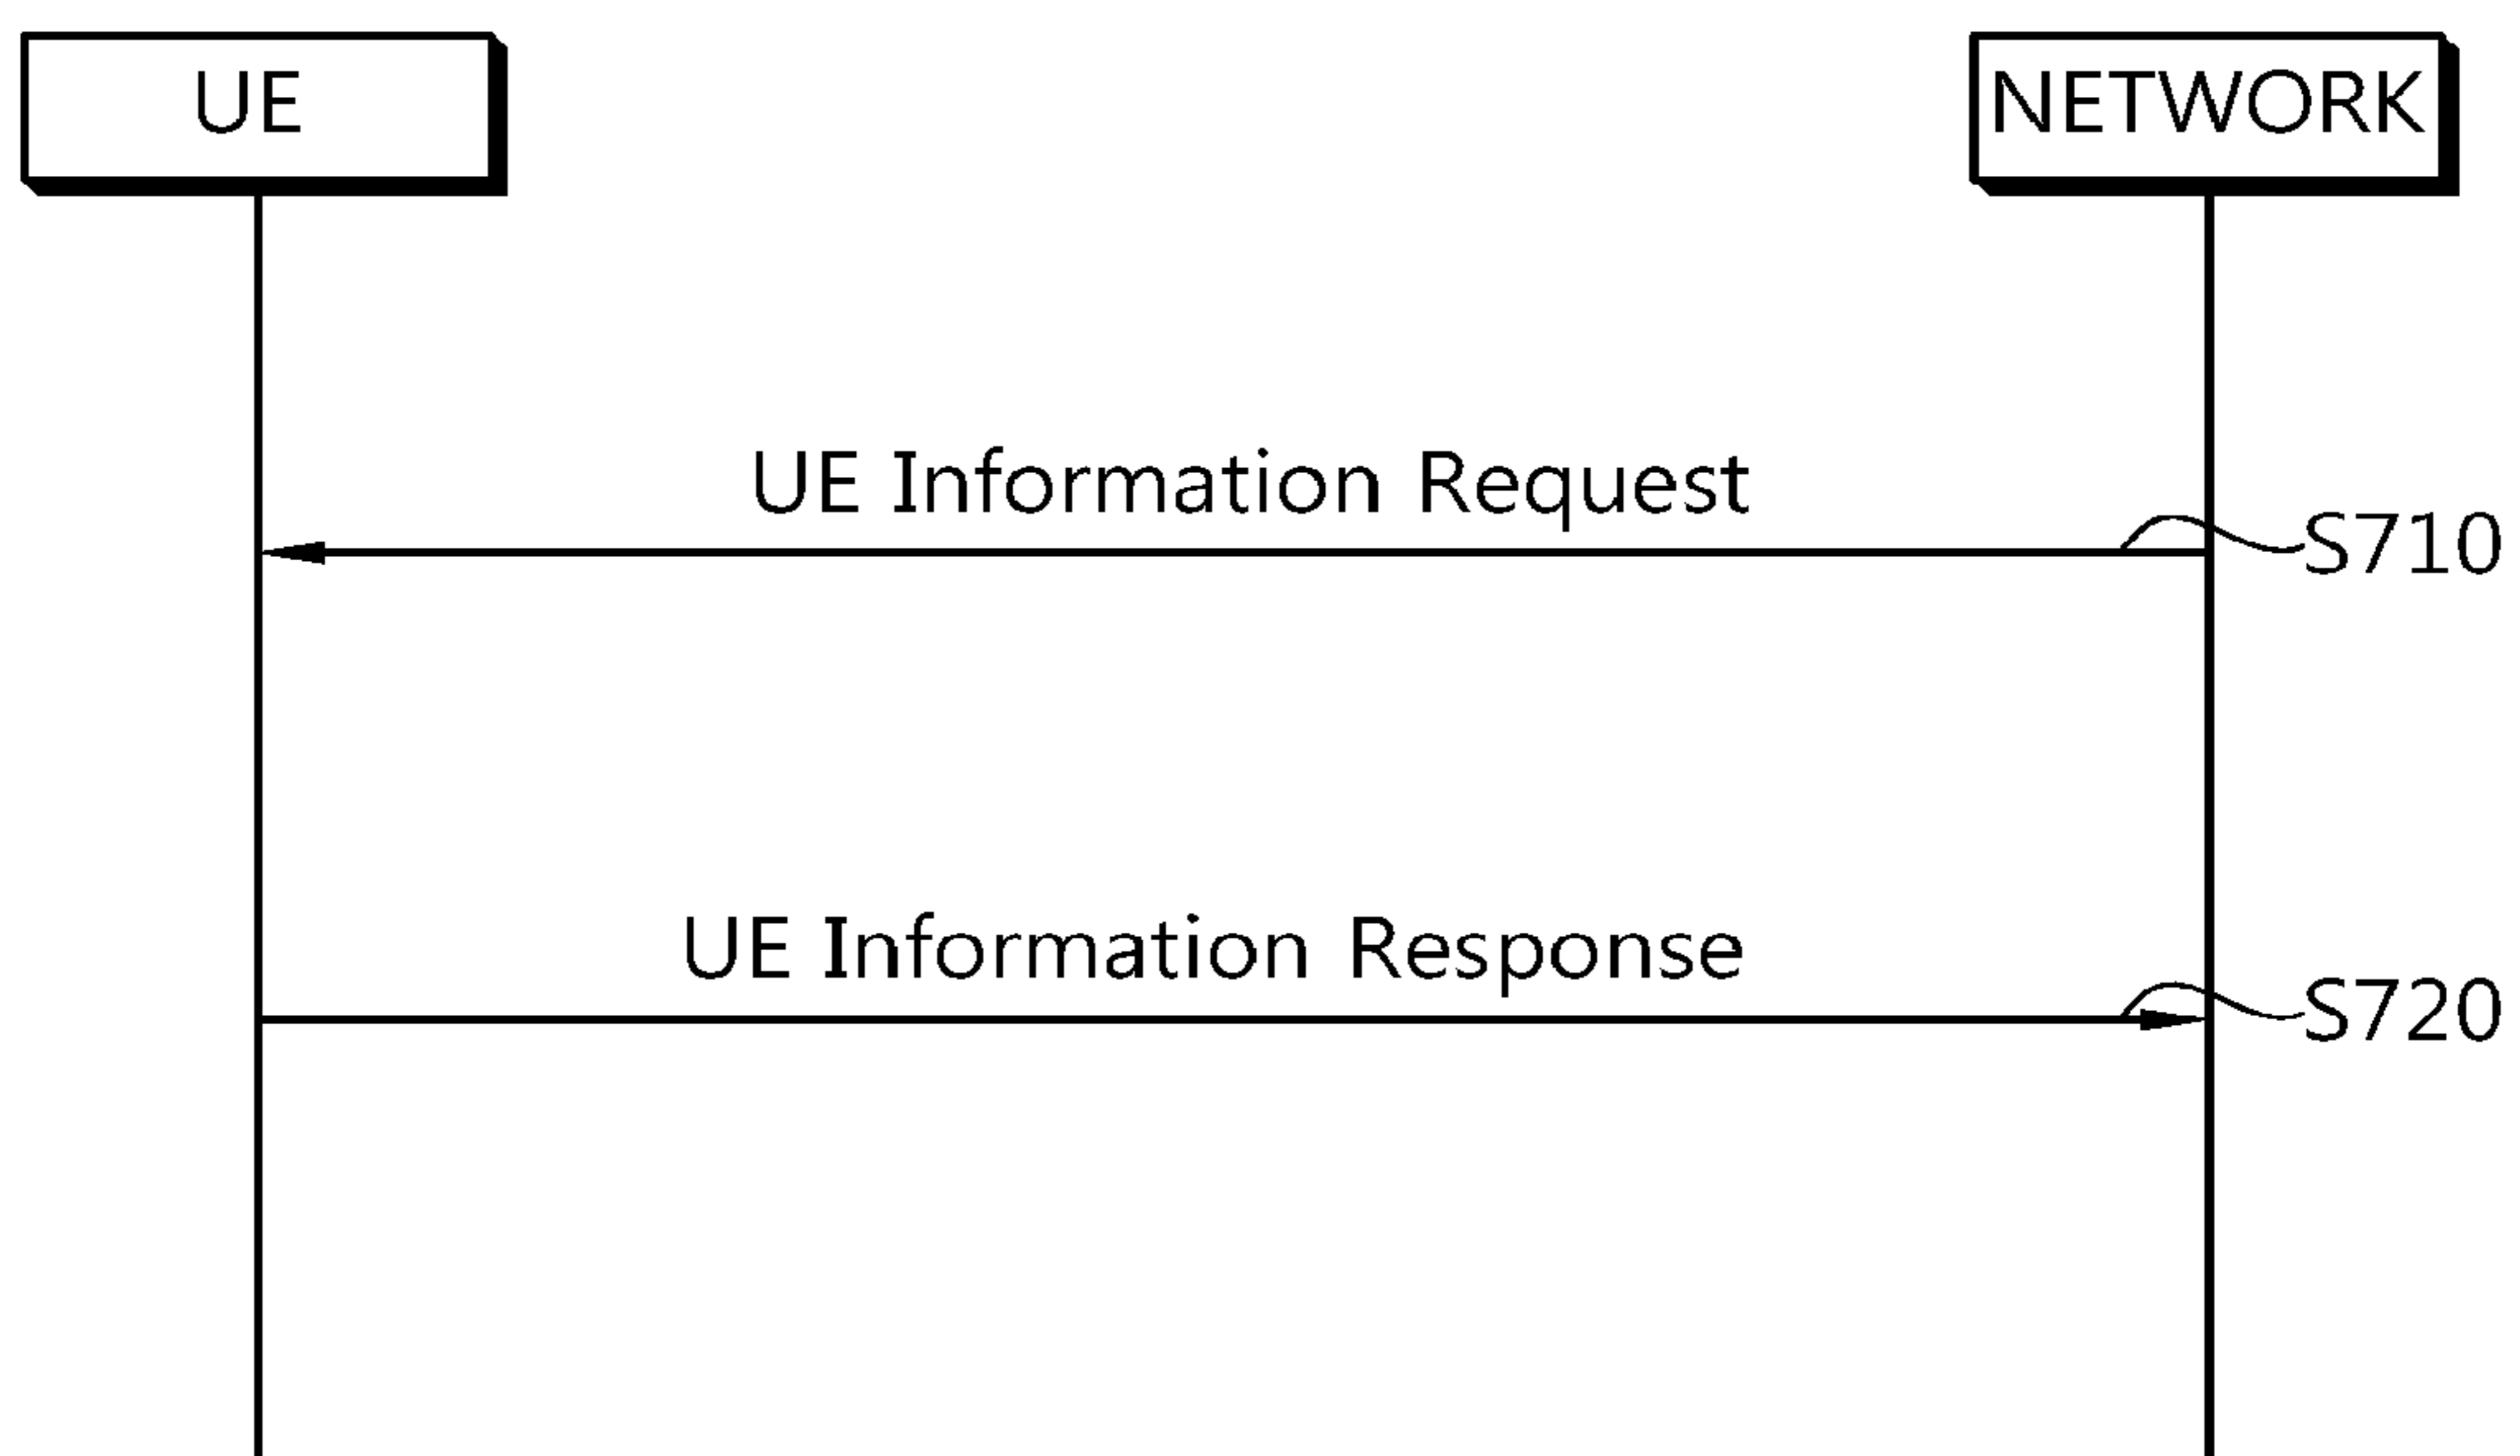 UE
NETWORK
UE Information Request
S710
UE Information Response
S720